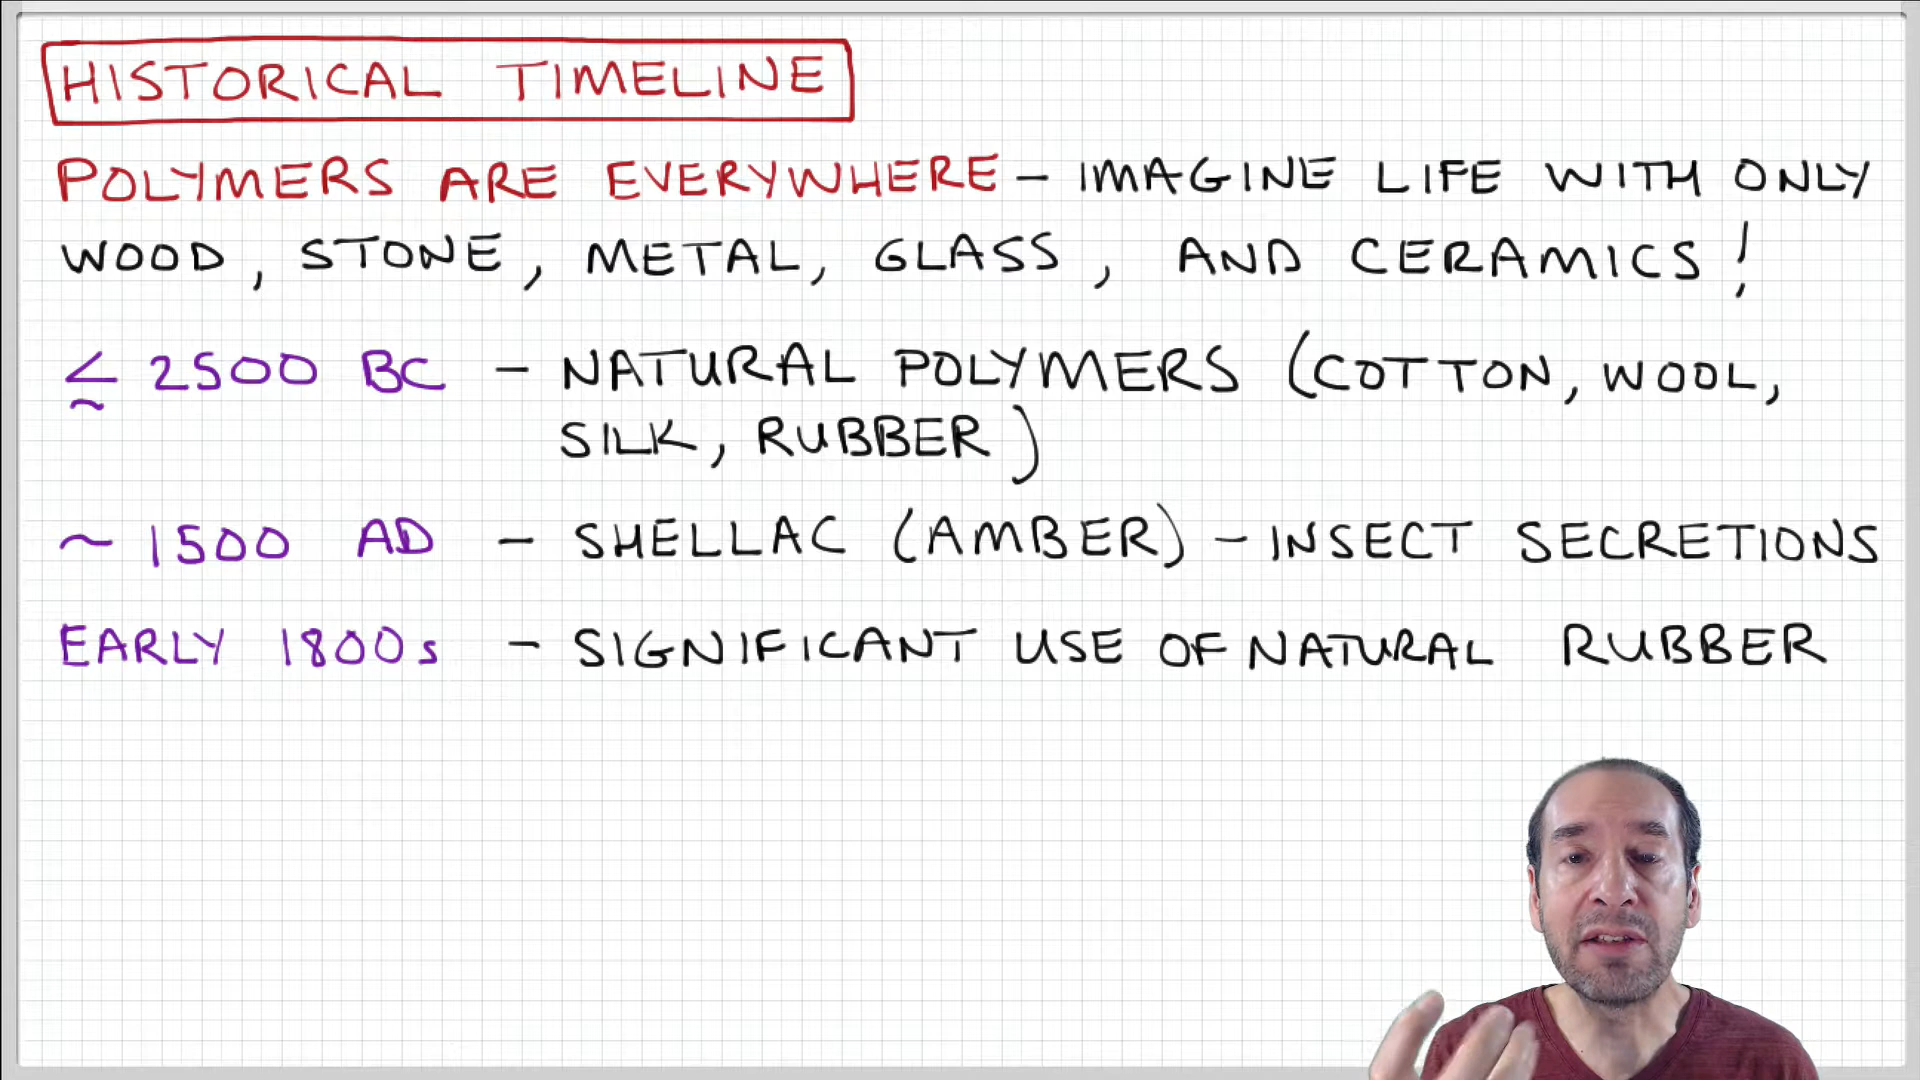 HISTORICAL TIMELINE
POLYMERS ARE EVERYWHERE - IMAGINE LIFE WITH ONLY
WOOD, STONE, METAL, GLASS, AND CERAMICS!
≲ 2500 BC - NATURAL POLYMERS (COTTON, WOOL,
SILK, RUBBER)
~ 1500 AD - SHELLAC (AMBER) - INSECT SECRETIONS
EARLY 1800s - SIGNIFICANT USE OF NATURAL RUBBER